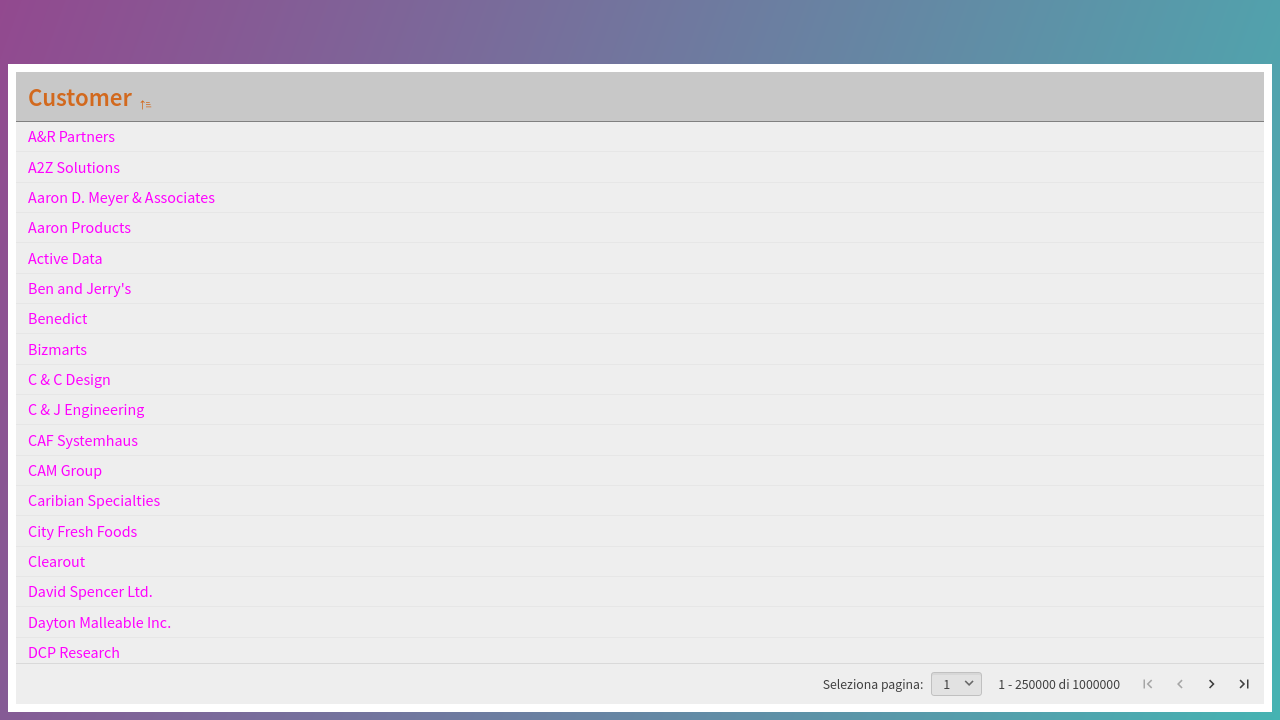 Customer
A&R Partners
A2Z Solutions
Aaron D. Meyer & Associates
Aaron Products
Active Data
Ben and Jerry's
Benedict
Bizmarts
C & C Design
C & J Engineering
CAF Systemhaus
CAM Group
Caribian Specialties
City Fresh Foods
Clearout
David Spencer Ltd.
Dayton Malleable Inc.
DCP Research
Seleziona pagina: 1 1 - 250000 di 1000000